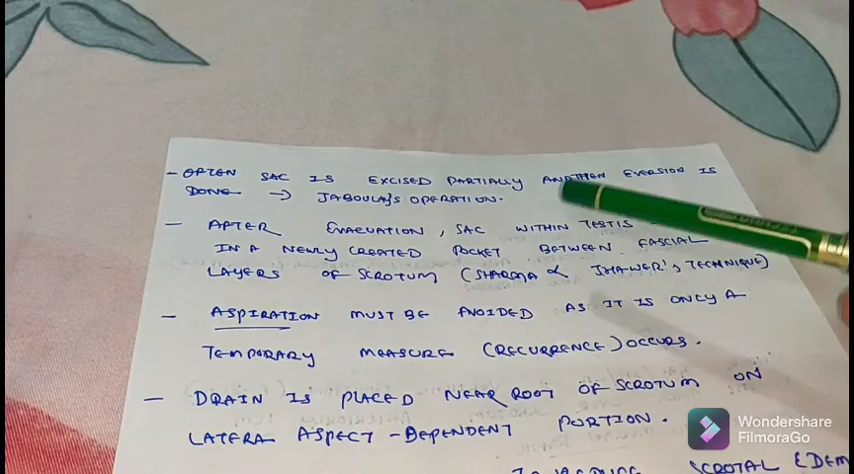 - OFTEN SAC IS EXCISED PARTIALLY AND THEN EVERSION IS
DONE → JABOULAY'S OPERATION.
- AFTER EVACUATION, SAC WITHIN TESTIS
IN A NEWLY CREATED POCKET BETWEEN FASCIAL
LAYERS OF SCROTUM (SHARMA & JHAWER'S TECHNIQUE)
- ASPIRATION MUST BE AVOIDED AS IT IS ONLY A
TEMPORARY MEASURE (RECURRENCE) OCCURS.
- DRAIN IS PLACED NEAR ROOT OF SCROTUM ON
LATERA ASPECT - DEPENDENT PORTION.
SCROTAL EDEM
Wondershare
FilmoraGo